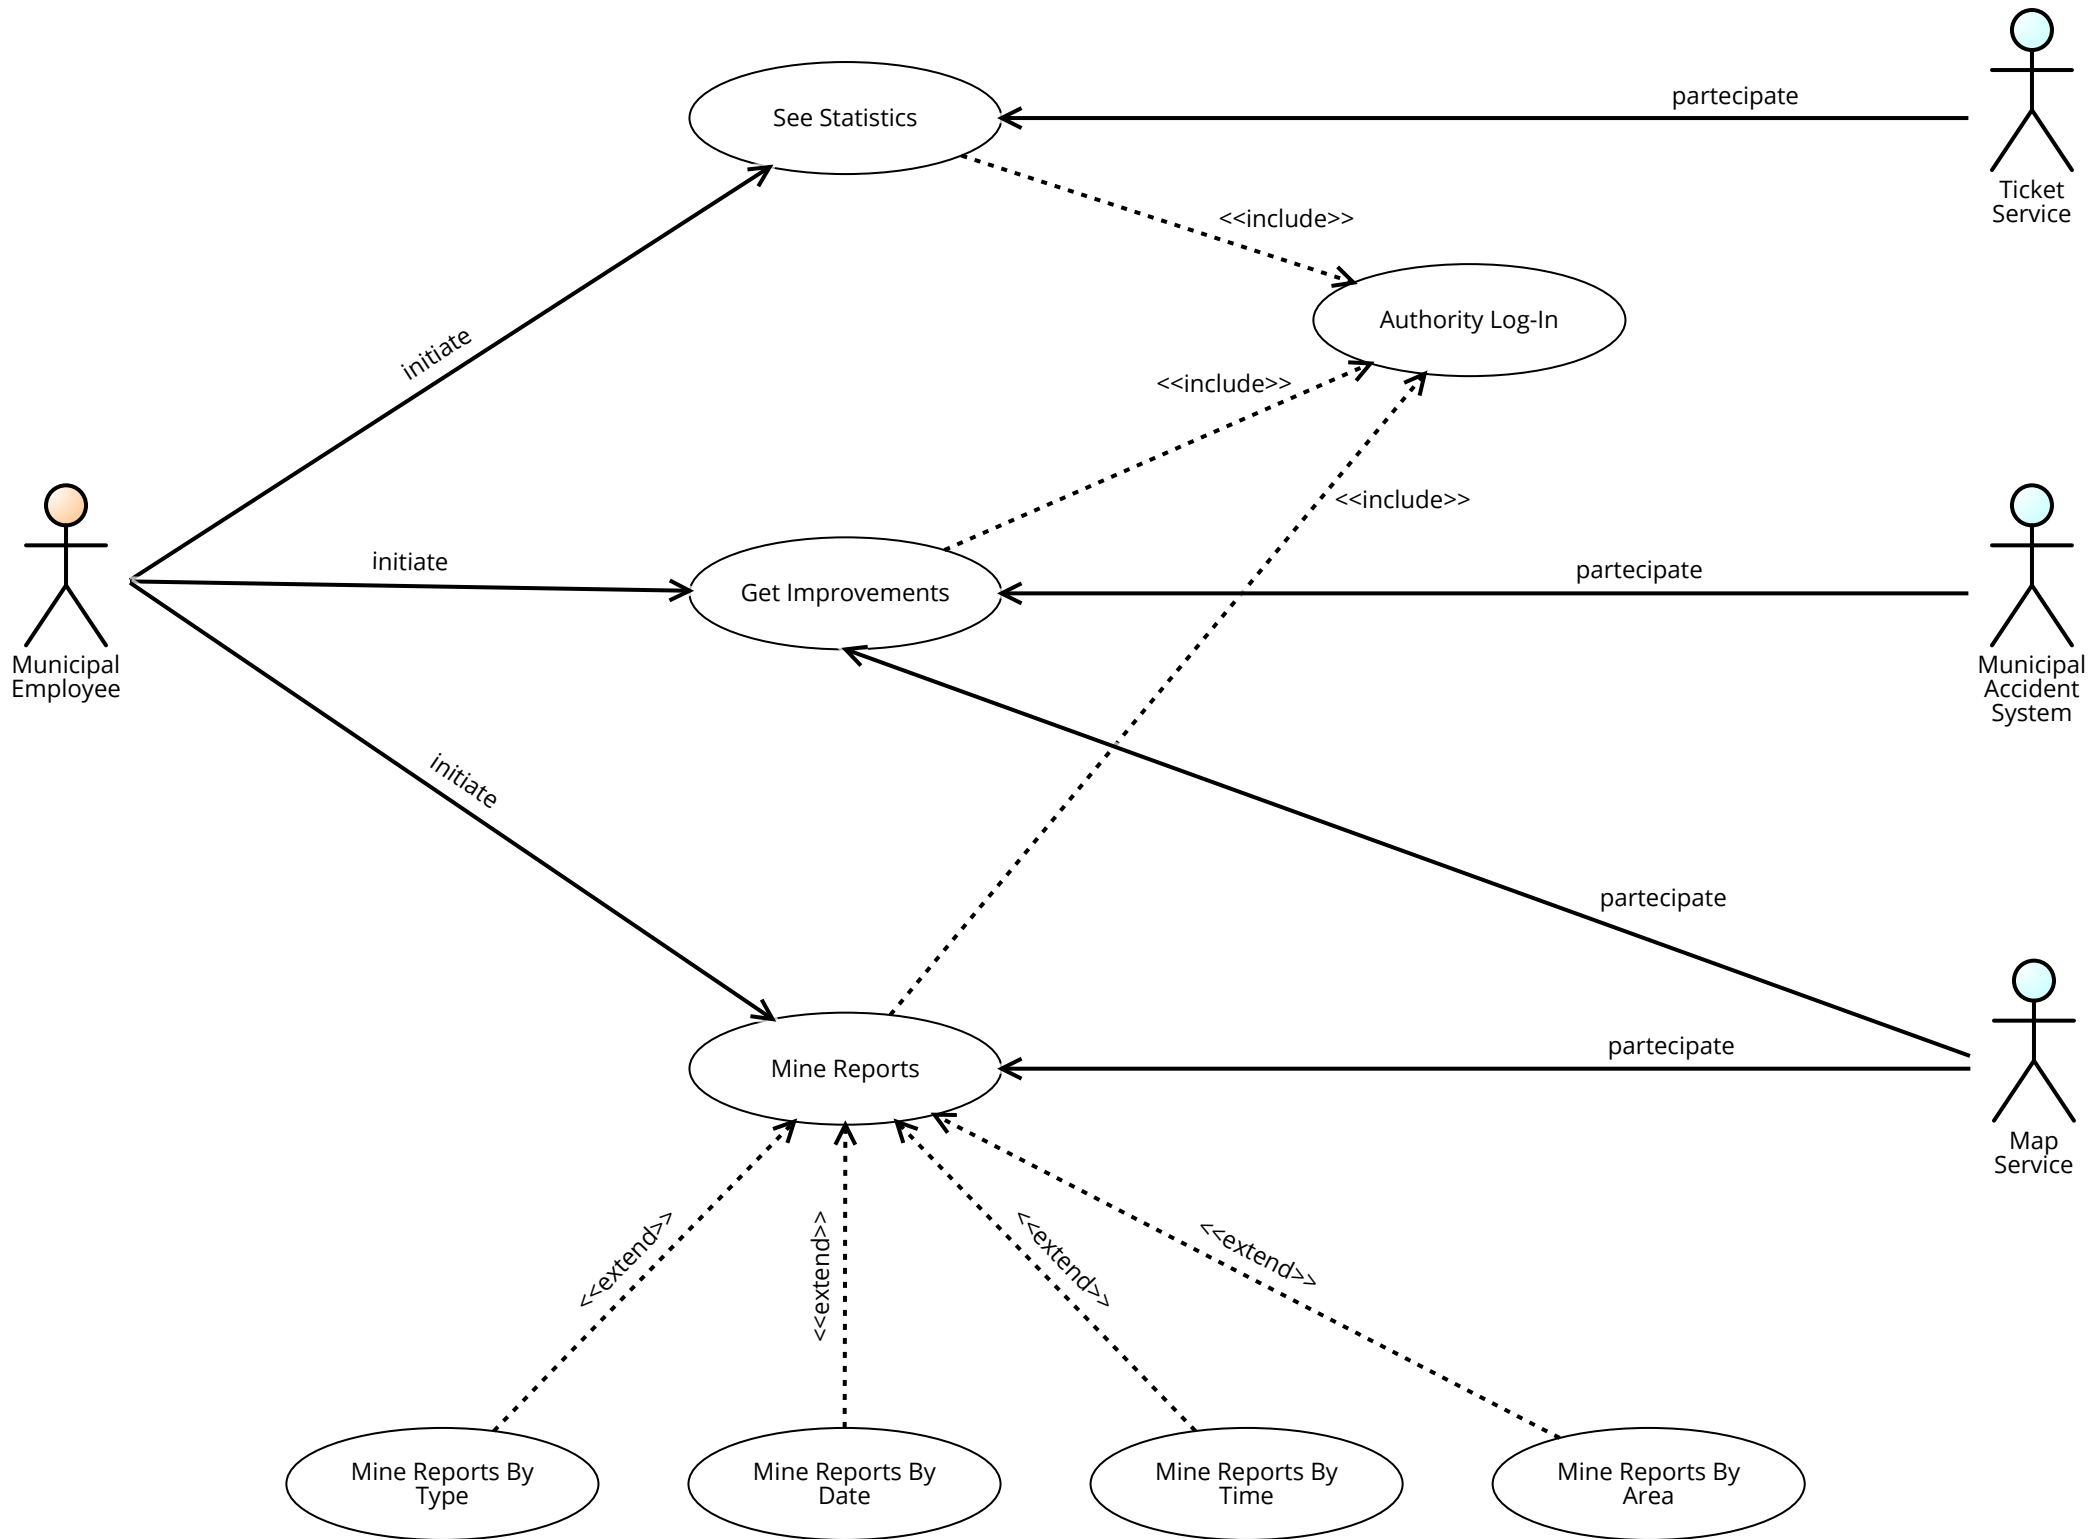 See Statistics
partecipate
Ticket
Service
<<include>>
Authority Log-In
initiate
<<include>>
<<include>>
Municipal
Employee
initiate
Get Improvements
partecipate
Municipal
Accident
System
initiate
partecipate
Mine Reports
partecipate
Map
Service
<<extend>>
<<extend>>
<<extend>>
<<extend>>
Mine Reports By
Type
Mine Reports By
Date
Mine Reports By
Time
Mine Reports By
Area